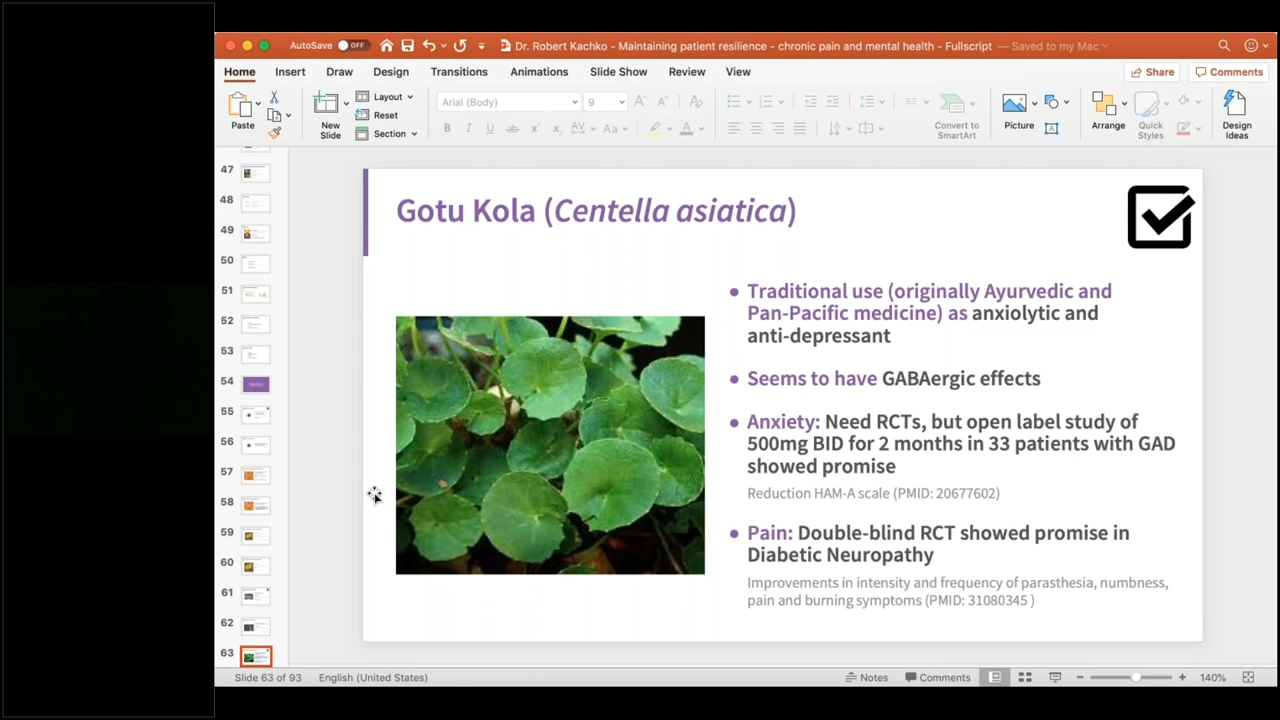 AutoSave OFF Dr. Robert Kachko - Maintaining patient resilience - chronic pain and mental health - Fullscript — Saved to my Mac
Home Insert Draw Design Transitions Animations Slide Show Review View Share Comments
Paste
New Slide
Layout
Reset
Section
Arial (Body) 9
Convert to SmartArt
Picture
Arrange
Quick Styles
Design Ideas
47
48
49
50
51
52
53
54
55
56
57
58
59
60
61
62
63
Gotu Kola (Centella asiatica)
• Traditional use (originally Ayurvedic and
Pan-Pacific medicine) as anxiolytic and
anti-depressant
• Seems to have GABAergic effects
• Anxiety: Need RCTs, but open label study of
500mg BID for 2 months in 33 patients with GAD
showed promise
Reduction HAM-A scale (PMID: 20677602)
• Pain: Double-blind RCT showed promise in
Diabetic Neuropathy
Improvements in intensity and frequency of parasthesia, numbness,
pain and burning symptoms (PMID: 31080345 )
Slide 63 of 93 English (United States) Notes Comments 140%